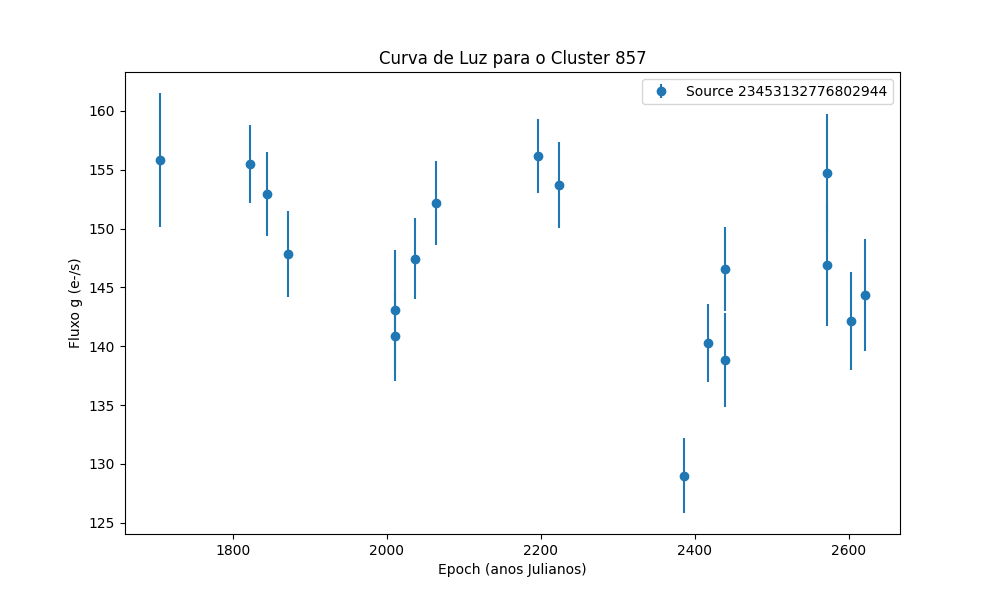 Curva de Luz para o Cluster 857
Source 23453132776802944
160
155
150
145
140
135
130
125
Fluxo g (e-/s)
1800 2000 2200 2400 2600
Epoch (anos Julianos)